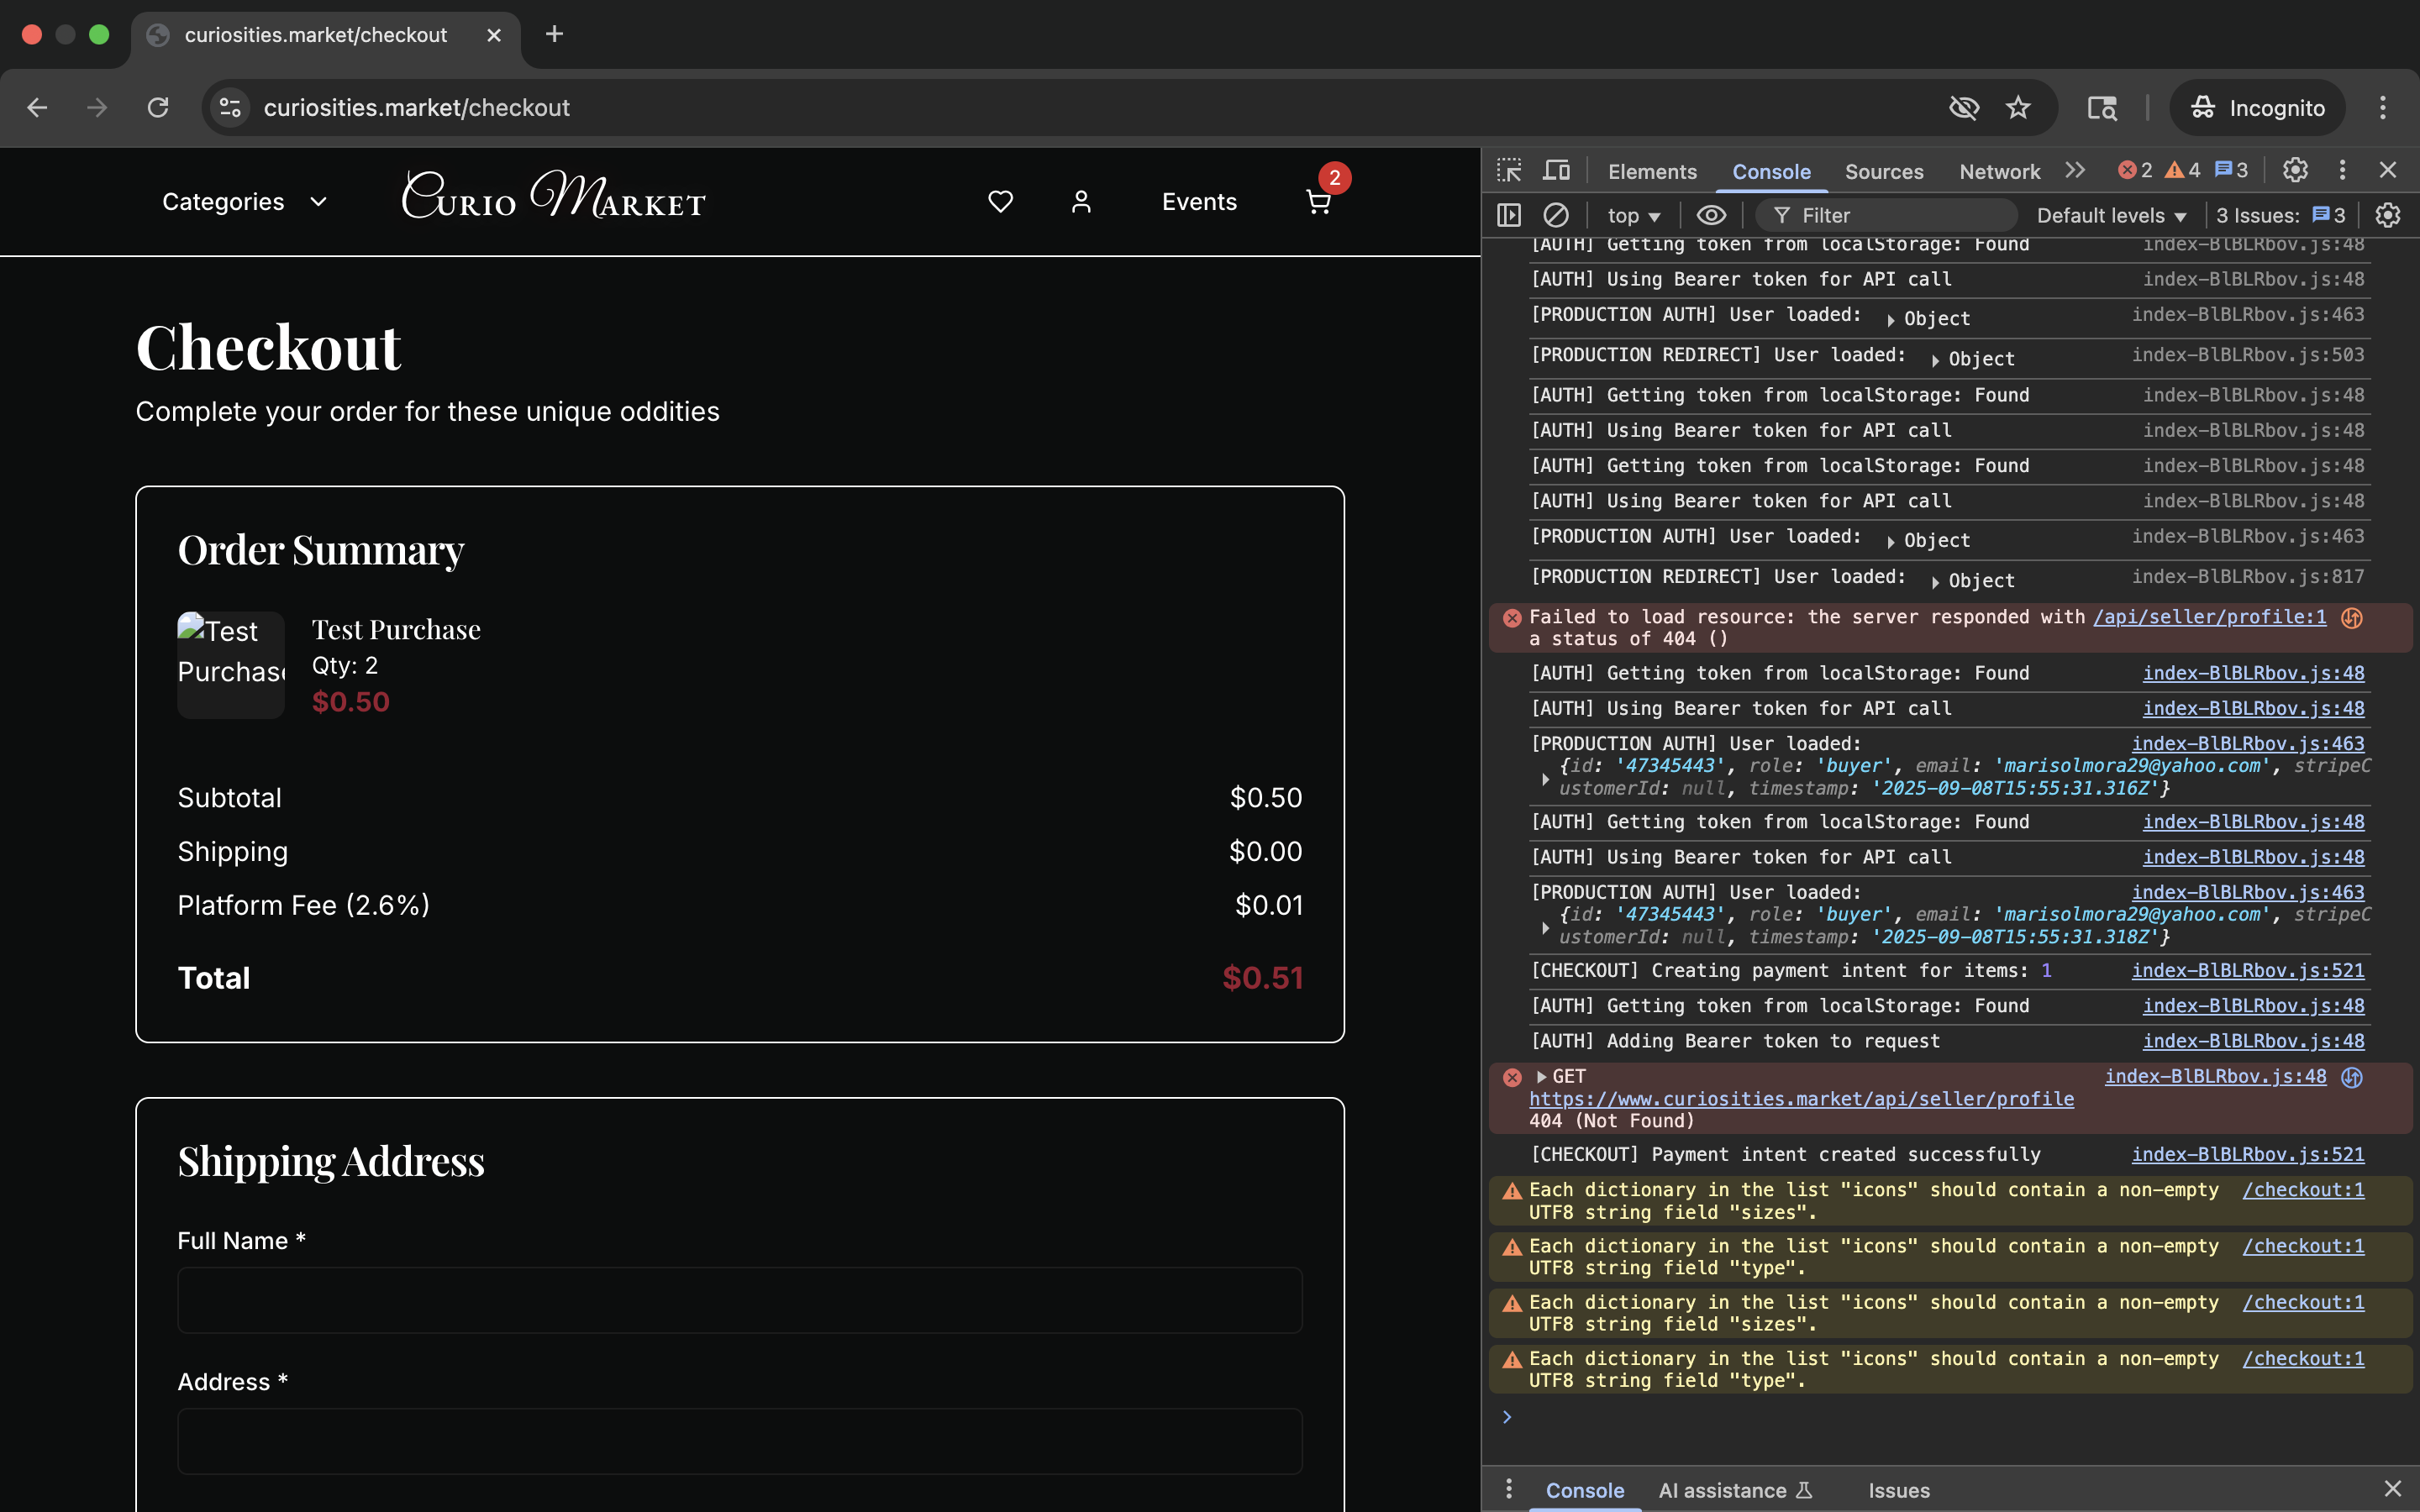 curiosities.market/checkout
curiosities.market/checkout
Incognito
Categories
Curio Market
Events
2
Checkout
Complete your order for these unique oddities
Order Summary
Test
Purchase
Test Purchase
Qty: 2
$0.50
Subtotal $0.50
Shipping $0.00
Platform Fee (2.6%) $0.01
Total $0.51
Shipping Address
Full Name *
Address *
Elements Console Sources Network 2 4 3
top Filter Default levels 3 Issues: 3
[AUTH] Getting token from localStorage: Found index-BlBLRbov.js:48
[AUTH] Using Bearer token for API call index-BlBLRbov.js:48
[PRODUCTION AUTH] User loaded: Object index-BlBLRbov.js:463
[PRODUCTION REDIRECT] User loaded: Object index-BlBLRbov.js:503
[AUTH] Getting token from localStorage: Found index-BlBLRbov.js:48
[AUTH] Using Bearer token for API call index-BlBLRbov.js:48
[AUTH] Getting token from localStorage: Found index-BlBLRbov.js:48
[AUTH] Using Bearer token for API call index-BlBLRbov.js:48
[PRODUCTION AUTH] User loaded: Object index-BlBLRbov.js:463
[PRODUCTION REDIRECT] User loaded: Object index-BlBLRbov.js:817
Failed to load resource: the server responded with /api/seller/profile:1
a status of 404 ()
[AUTH] Getting token from localStorage: Found index-BlBLRbov.js:48
[AUTH] Using Bearer token for API call index-BlBLRbov.js:48
[PRODUCTION AUTH] User loaded: index-BlBLRbov.js:463
{id: '47345443', role: 'buyer', email: 'marisolmora29@yahoo.com', stripeC
ustomerId: null, timestamp: '2025-09-08T15:55:31.316Z'}
[AUTH] Getting token from localStorage: Found index-BlBLRbov.js:48
[AUTH] Using Bearer token for API call index-BlBLRbov.js:48
[PRODUCTION AUTH] User loaded: index-BlBLRbov.js:463
{id: '47345443', role: 'buyer', email: 'marisolmora29@yahoo.com', stripeC
ustomerId: null, timestamp: '2025-09-08T15:55:31.318Z'}
[CHECKOUT] Creating payment intent for items: 1 index-BlBLRbov.js:521
[AUTH] Getting token from localStorage: Found index-BlBLRbov.js:48
[AUTH] Adding Bearer token to request index-BlBLRbov.js:48
GET index-BlBLRbov.js:48
https://www.curiosities.market/api/seller/profile
404 (Not Found)
[CHECKOUT] Payment intent created successfully index-BlBLRbov.js:521
Each dictionary in the list "icons" should contain a non-empty /checkout:1
UTF8 string field "sizes".
Each dictionary in the list "icons" should contain a non-empty /checkout:1
UTF8 string field "type".
Each dictionary in the list "icons" should contain a non-empty /checkout:1
UTF8 string field "sizes".
Each dictionary in the list "icons" should contain a non-empty /checkout:1
UTF8 string field "type".
Console AI assistance Issues